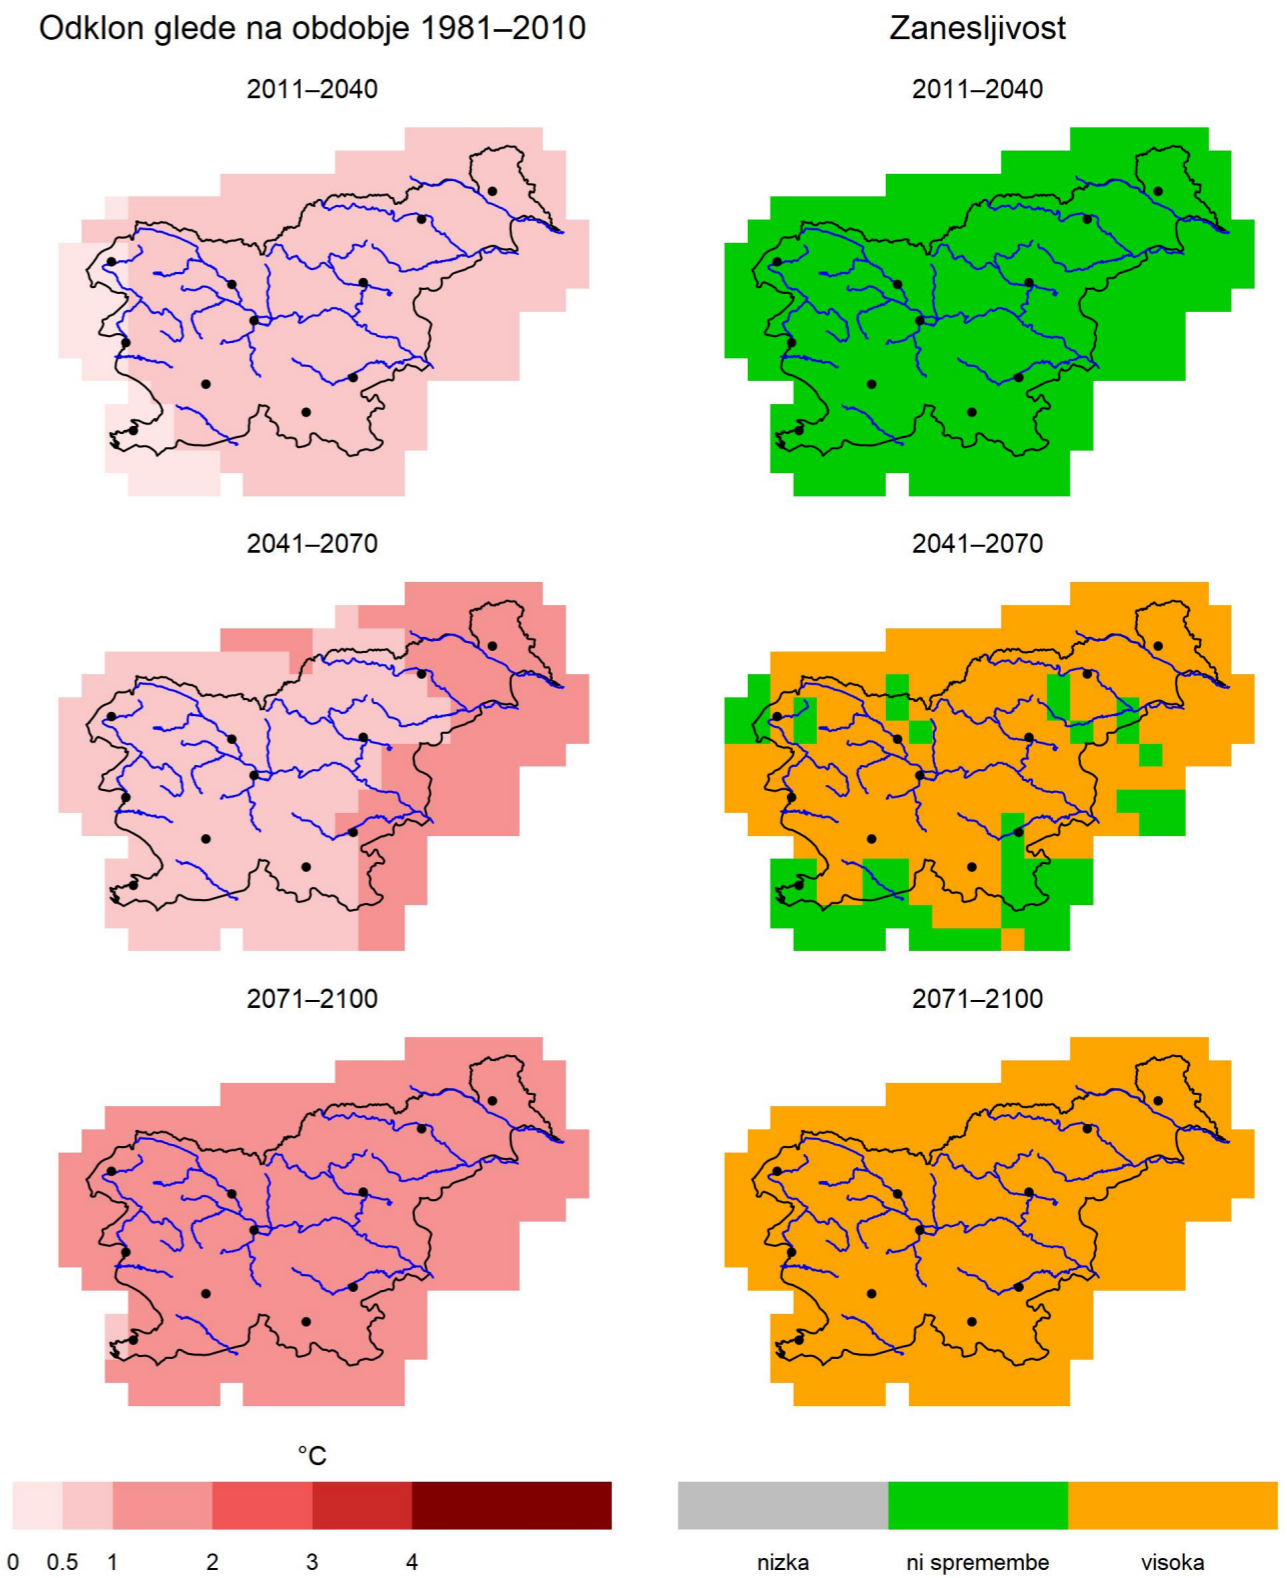 Odklon glede na obdobje 1981–2010
Zanesljivost
2011–2040
2011–2040
2041–2070
2041–2070
2071–2100
2071–2100
°C
0 0.5 1 2 3 4
nizka ni spremembe visoka